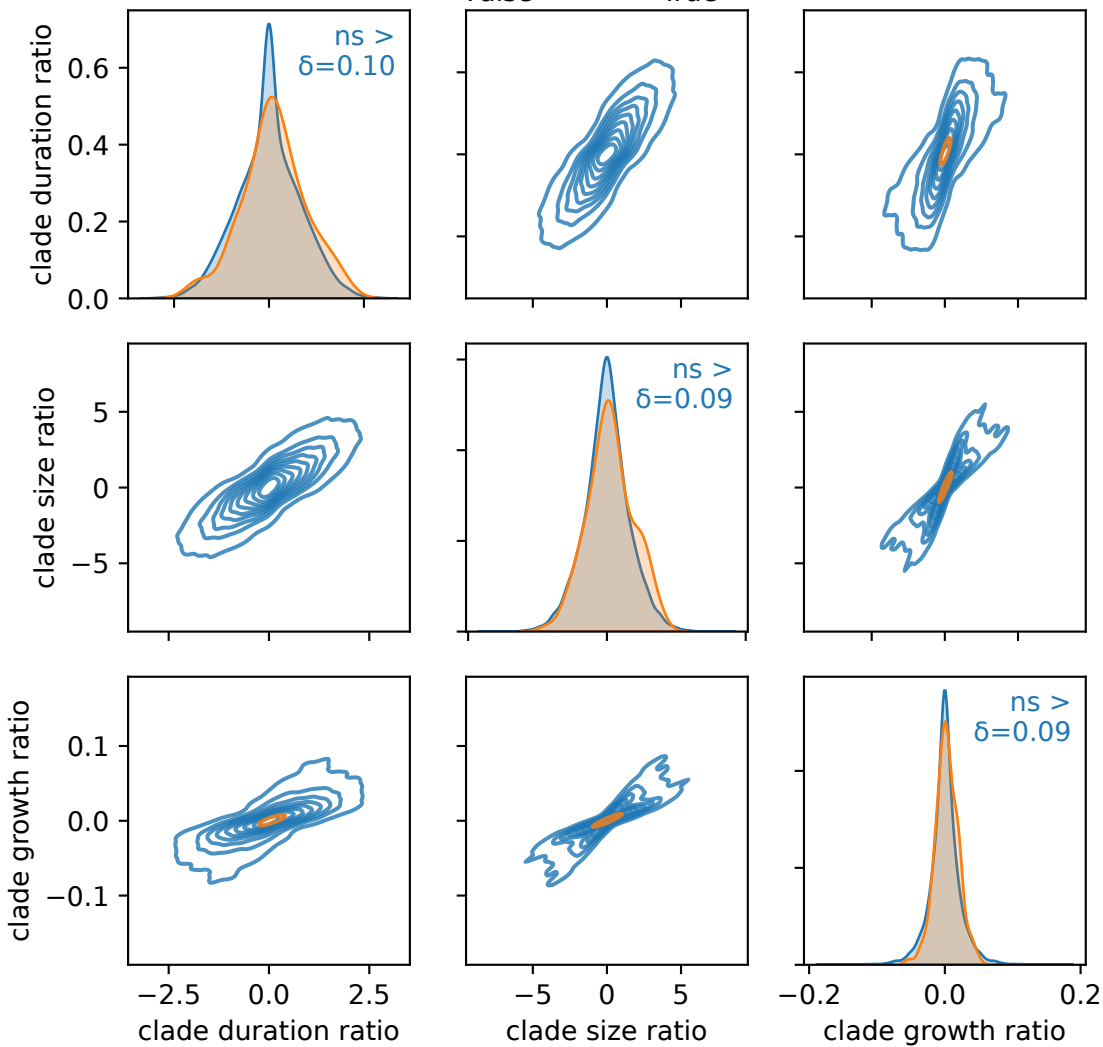 clade duration ratio
0.6
0.4
0.2
0.0
ns >
δ=0.10
clade size ratio
5
0
−5
ns >
δ=0.09
clade growth ratio
0.1
0.0
−0.1
ns >
δ=0.09
−2.5 0.0 2.5
clade duration ratio
−5 0 5
clade size ratio
−0.2 0.0 0.2
clade growth ratio